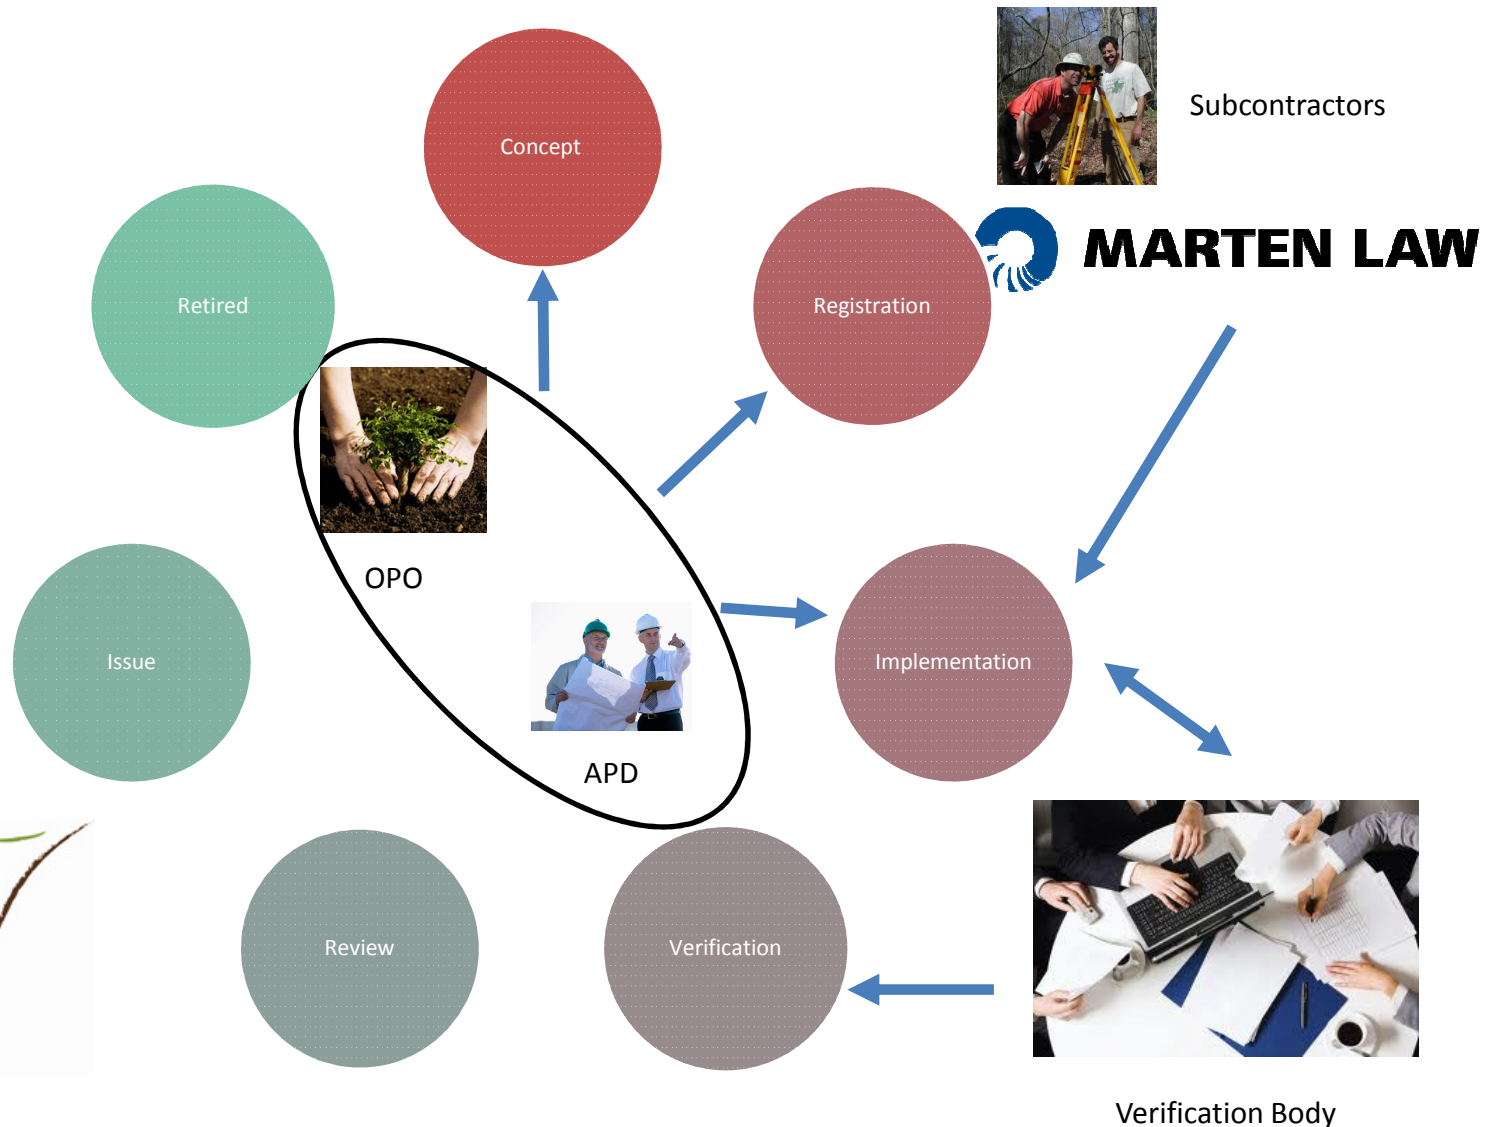 Subcontractors
Concept
MARTEN LAW
Retired
Registration
OPO
Issue
Implementation
APD
Review
Verification
Verification Body